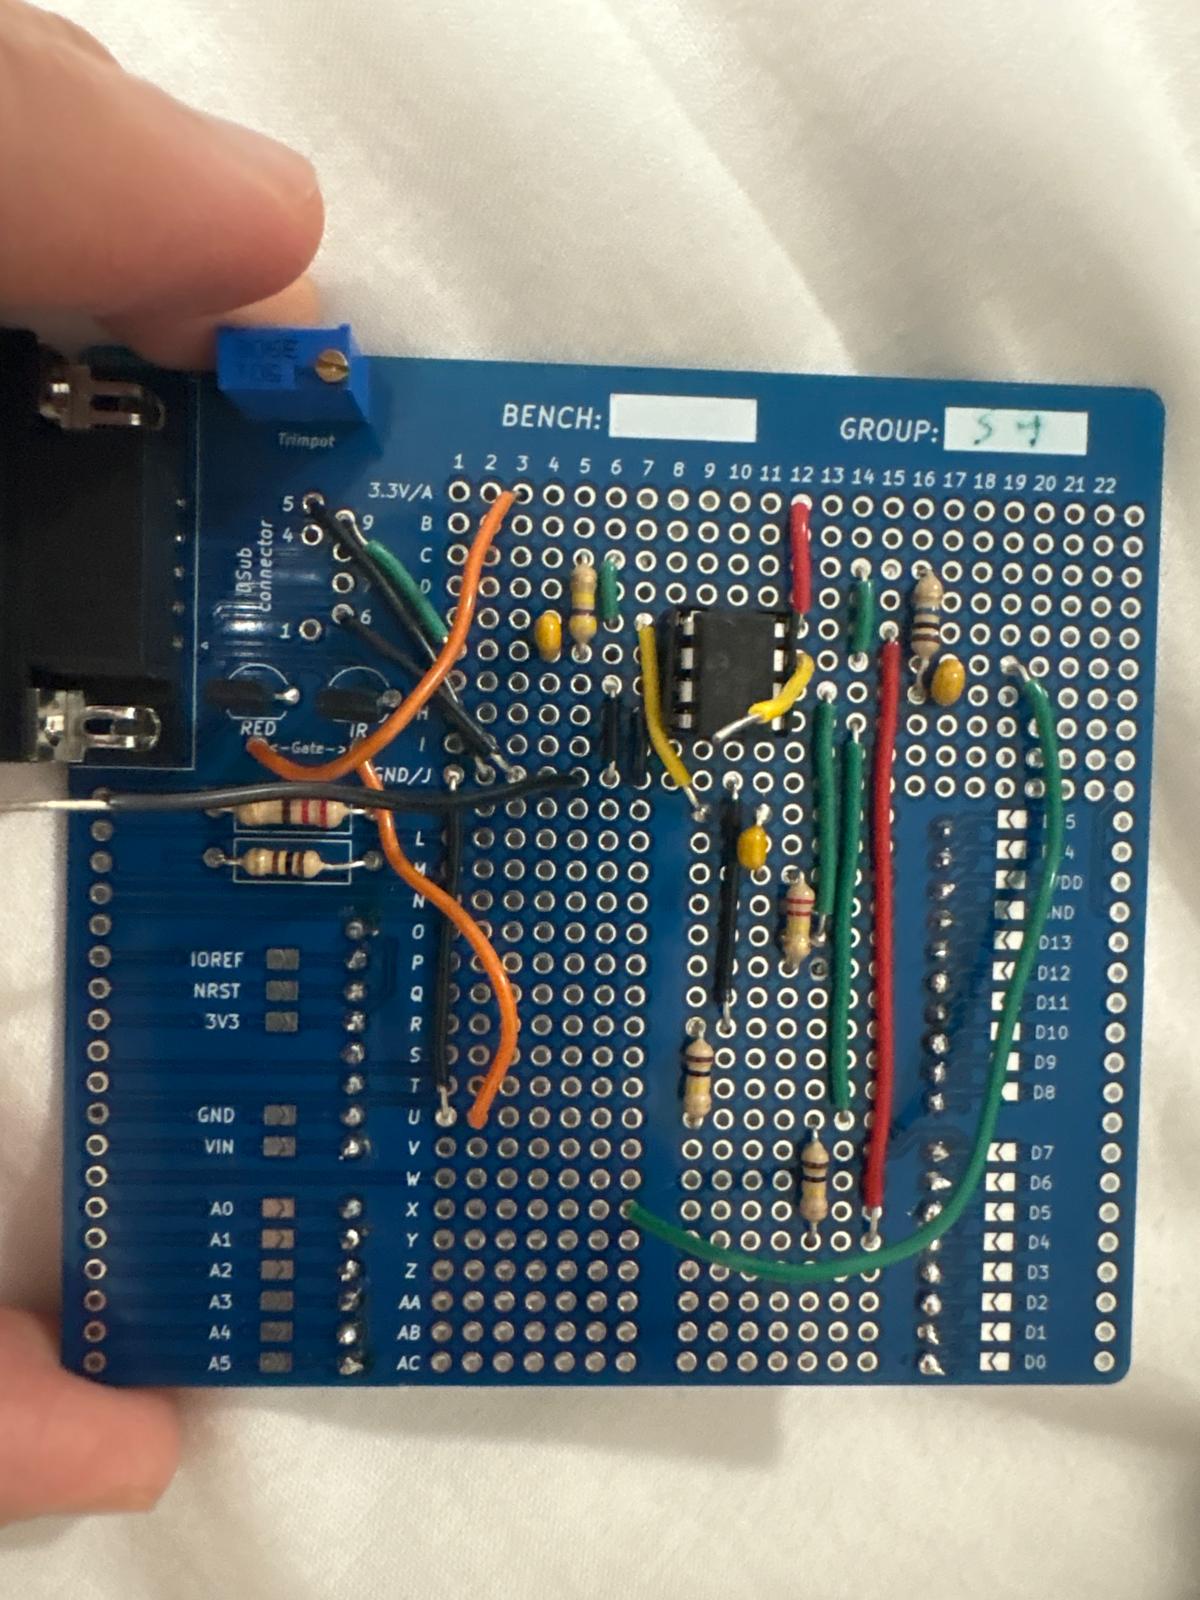 Trimpot
BENCH:
GROUP: S 4
1 2 3 4 5 6 7 8 9 10 11 12 13 14 15 16 17 18 19 20 21 22
3.3V/A
B
C
D
H
I
GND/J
5
4
9
6
1
DSub
connector
RED
IR
<-Gate->
L
M
N
O
P
Q
R
S
T
U
V
W
X
Y
Z
AA
AB
AC
IOREF
NRST
3V3
GND
VIN
A0
A1
A2
A3
A4
A5
D13
D12
D11
D10
D9
D8
D7
D6
D5
D4
D3
D2
D1
D0